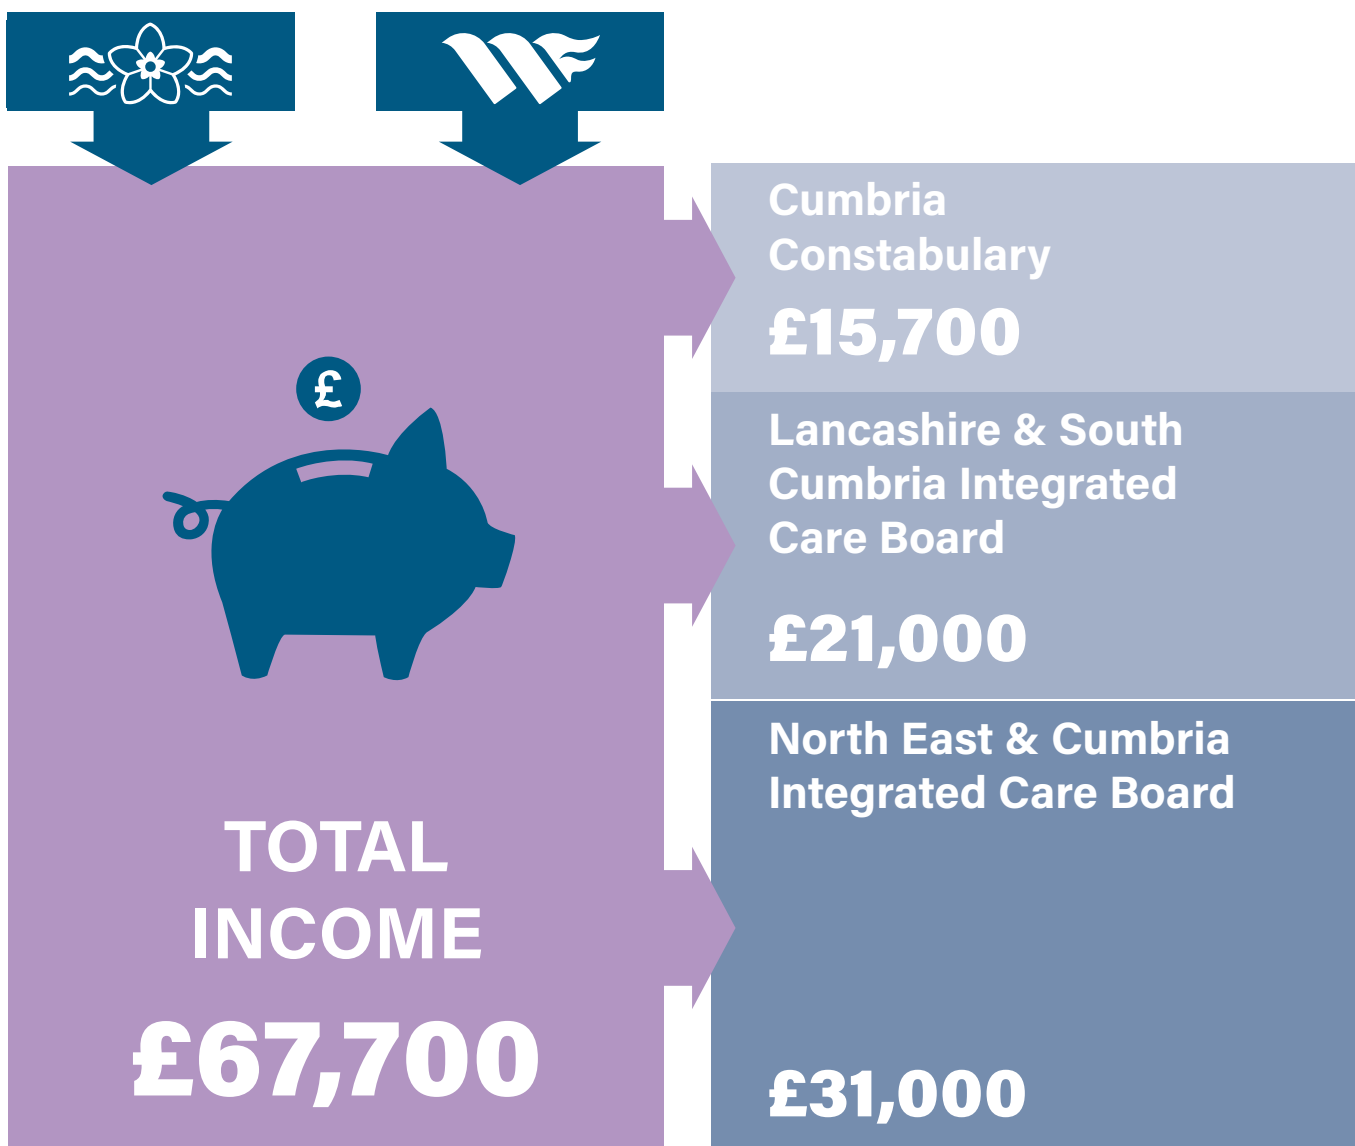 £
TOTAL
INCOME
£67,700
Cumbria
Constabulary
£15,700
Lancashire & South
Cumbria Integrated
Care Board
£21,000
North East & Cumbria
Integrated Care Board
£31,000